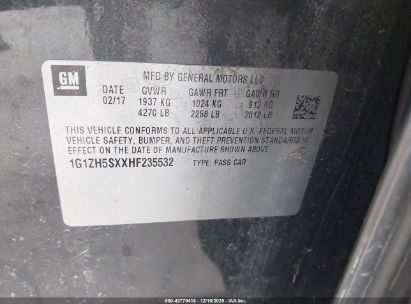 GM
MFD BY GENERAL MOTORS LLC
DATE GVWR GAWR FRT GAWR RR
02/17 1937 KG 1024 KG 913 KG
4270 LB 2258 LB 2012 LB
THIS VEHICLE CONFORMS TO ALL APPLICABLE U.S. FEDERAL MOTOR
VEHICLE SAFETY, BUMPER, AND THEFT PREVENTION STANDARDS IN
EFFECT ON THE DATE OF MANUFACTURE SHOWN ABOVE.
1G1ZH5SXXHF235532 TYPE: PASS CAR